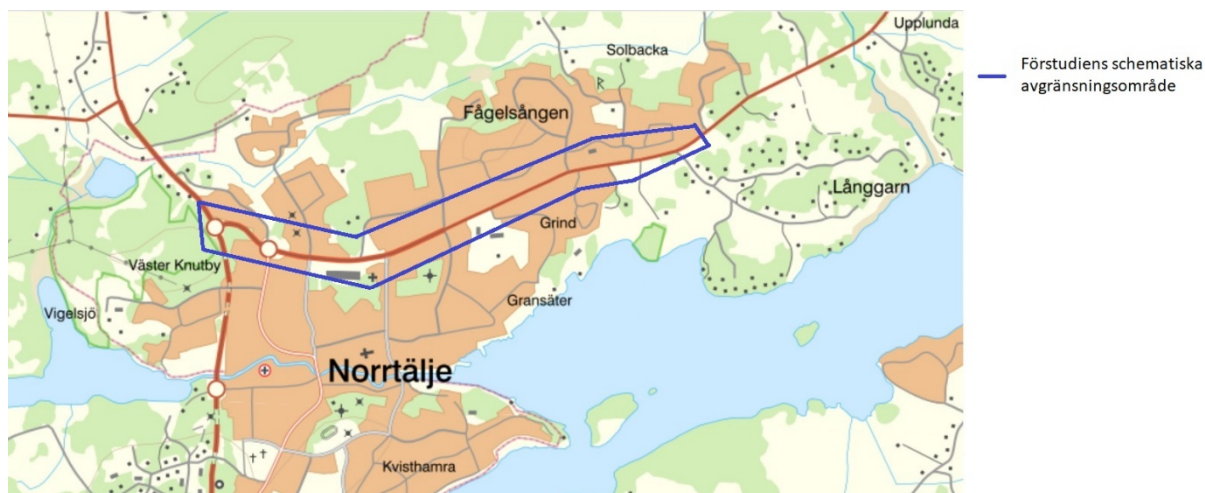 Upplunda
Solbacka
Fågelsången
Långgarn
Grind
Väster Knutby
Gransäter
Vigelsjö
Norrtälje
Kvisthamra
Förstudiens schematiska
avgränsningsområde